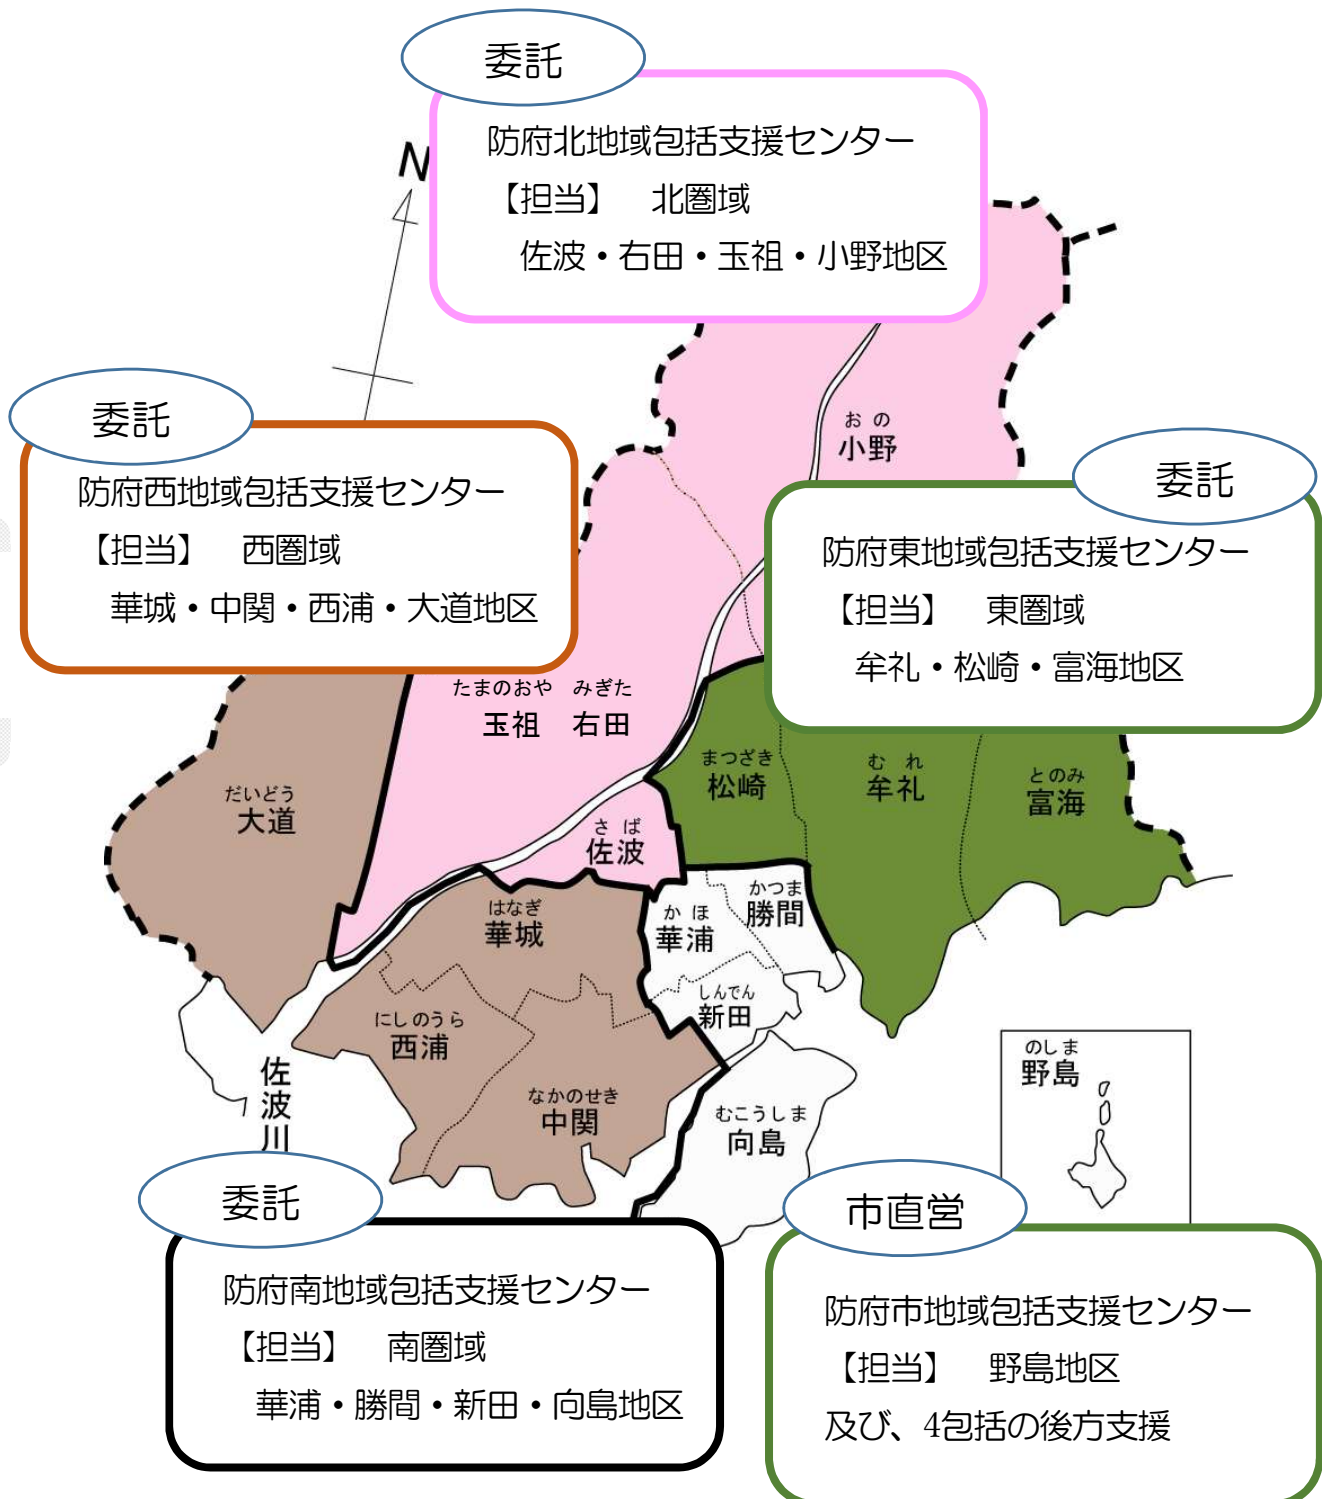 委託
防府北地域包括支援センター
【担当】 北圏域
佐波・右田・玉祖・小野地区
N
おの
小野
委託
防府西地域包括支援センター
【担当】 西圏域
華城・中関・西浦・大道地区
委託
防府東地域包括支援センター
【担当】 東圏域
牟礼・松崎・富海地区
たまのおや みぎた
玉祖 右田
まつざき
松崎
むれ
牟礼
とのみ
富海
だいどう
大道
さば
佐波
はなぎ
華城
かほ
華浦
かつま
勝間
しんでん
新田
にしのうら
西浦
なかのせき
中関
むこうしま
向島
のしま
野島
佐波川
委託
防府南地域包括支援センター
【担当】 南圏域
華浦・勝間・新田・向島地区
市直営
防府市地域包括支援センター
【担当】 野島地区
及び、4包括の後方支援